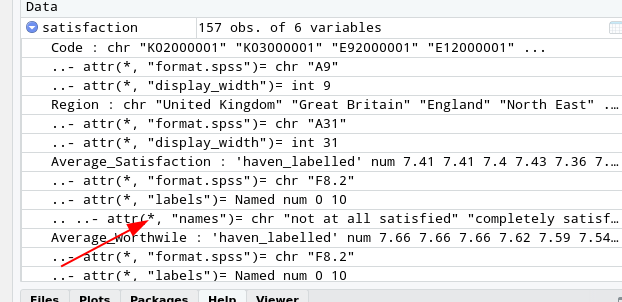 Data
satisfaction 157 obs. of 6 variables
Code : chr "K02000001" "K03000001" "E92000001" "E12000001" ...
..- attr(*, "format.spss")= chr "A9"
..- attr(*, "display_width")= int 9
Region : chr "United Kingdom" "Great Britain" "England" "North East" ...
..- attr(*, "format.spss")= chr "A31"
..- attr(*, "display_width")= int 31
Average_Satisfaction : 'haven_labelled' num 7.41 7.41 7.4 7.43 7.36 7.…
..- attr(*, "format.spss")= chr "F8.2"
..- attr(*, "labels")= Named num 0 10
.. ..- attr(*, "names")= chr "not at all satisfied" "completely satisf…
Average_Worthwile : 'haven_labelled' num 7.66 7.66 7.66 7.62 7.59 7.54…
..- attr(*, "format.spss")= chr "F8.2"
..- attr(*, "labels")= Named num 0 10
Files Plots Packages Help Viewer